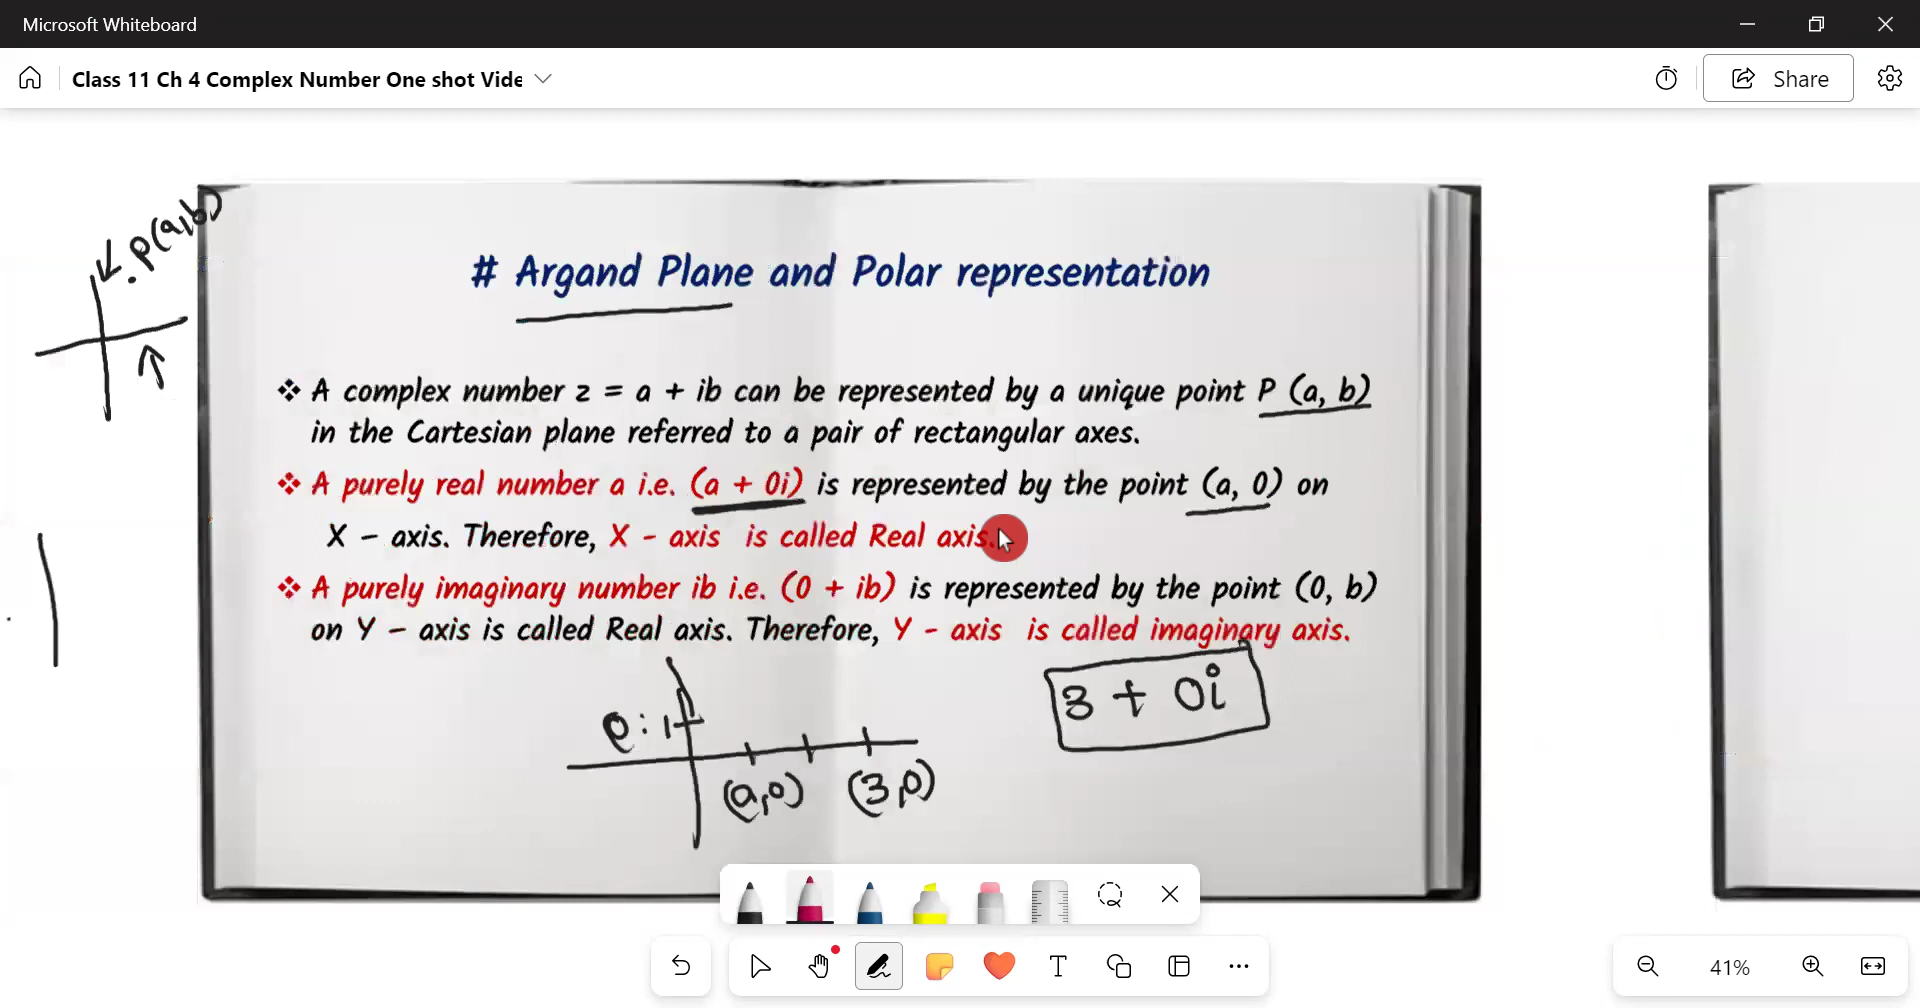 Microsoft Whiteboard
Class 11 Ch 4 Complex Number One shot Vide
Share
.P(a,b)
# Argand Plane and Polar representation
❖ A complex number z = a + ib can be represented by a unique point P (a, b)
in the Cartesian plane referred to a pair of rectangular axes.
❖ A purely real number a i.e. (a + 0i) is represented by the point (a, 0) on
X – axis. Therefore, X - axis is called Real axis.
❖ A purely imaginary number ib i.e. (0 + ib) is represented by the point (0, b)
on Y – axis is called Real axis. Therefore, Y - axis is called imaginary axis.
3 + 0i
(a,0) (3,0)
41%